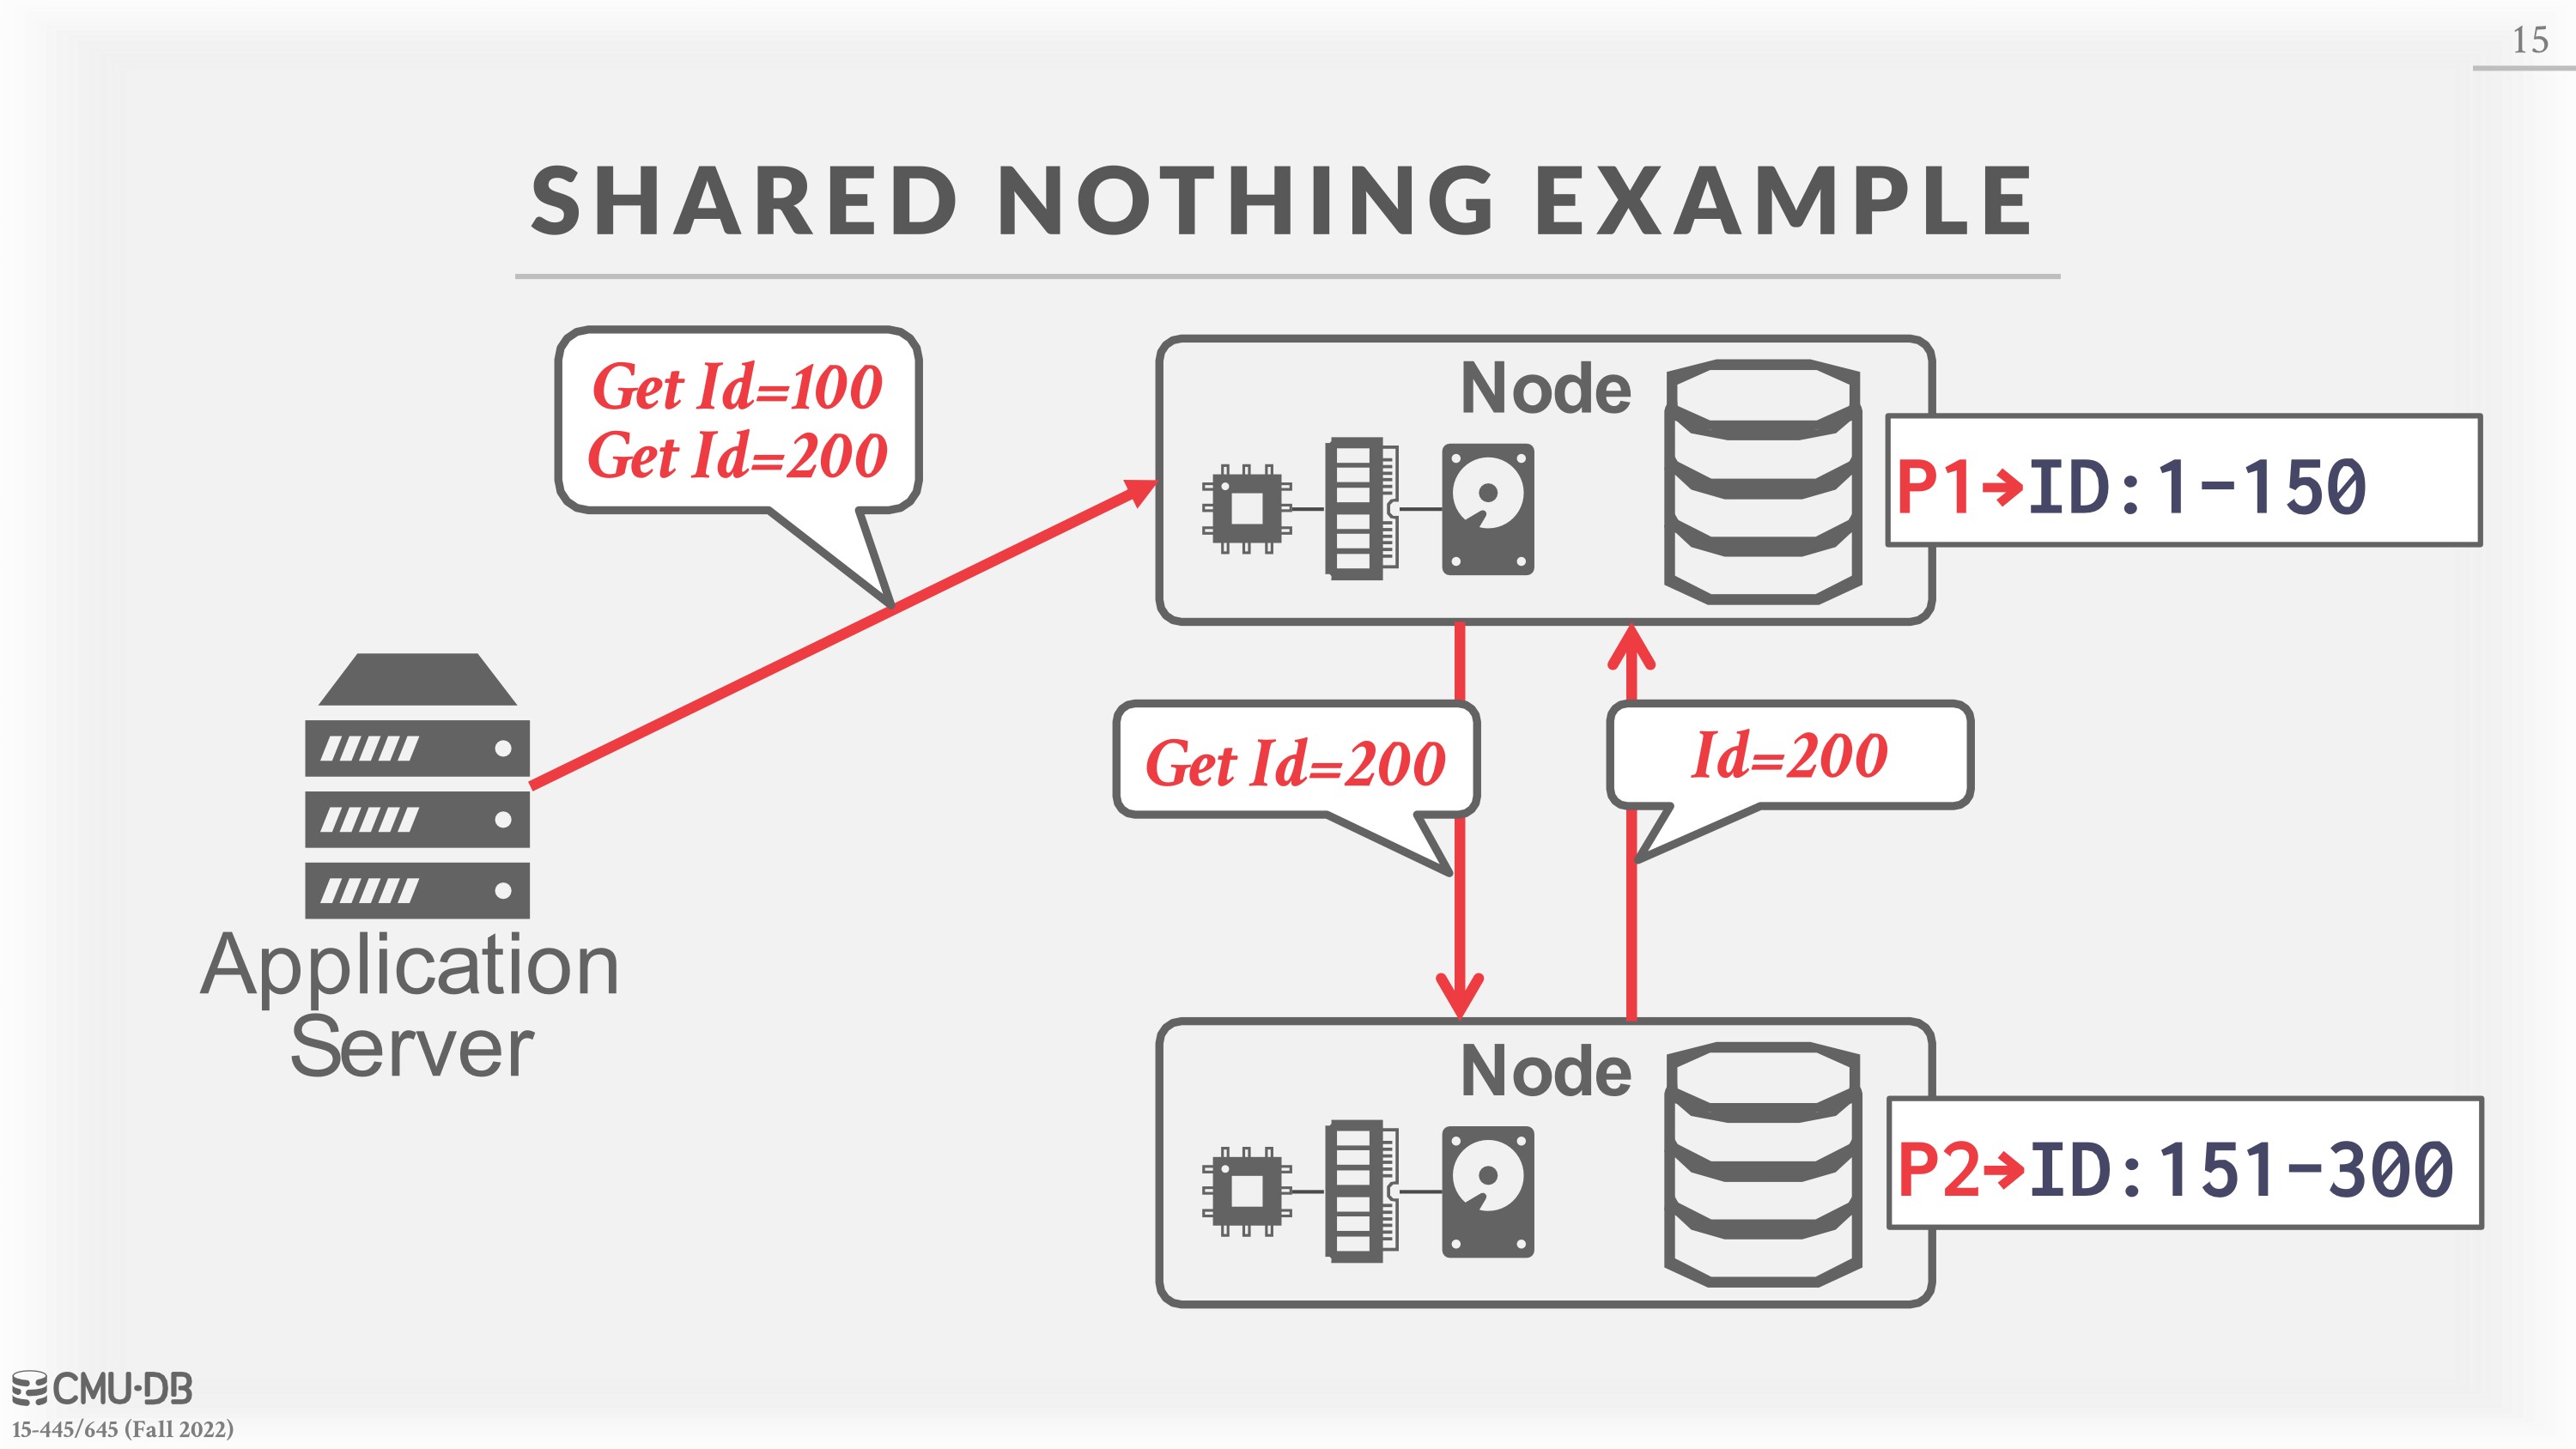 15
SHARED NOTHING EXAMPLE
Get Id=100
Get Id=200
Node
P1→ID:1-150
Get Id=200
Id=200
Application
Server
Node
P2→ID:151-300
CMU·DB
15-445/645 (Fall 2022)